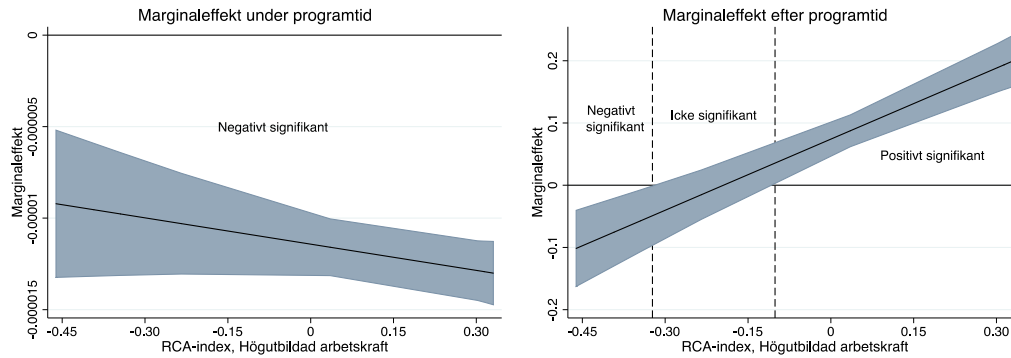 Marginaleffekt under programtid
Marginaleffekt
0
-0.000005
-0.00001
-0.000015
Negativt signifikant
-0.45
-0.30
-0.15
0
0.15
0.30
RCA-index, Högutbildad arbetskraft
Marginaleffekt efter programtid
Marginaleffekt
0.2
0.1
0
-0.1
-0.2
Negativt
signifikant
Icke signifikant
Positivt signifikant
-0.45
-0.30
-0.15
0
0.15
0.30
RCA-index, Högutbildad arbetskraft